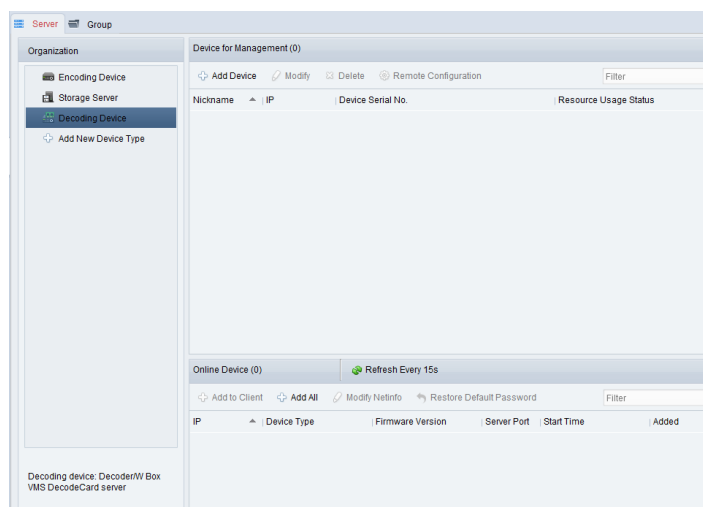 Server Group
Organization
Encoding Device
Storage Server
Decoding Device
Add New Device Type
Decoding device: Decoder/W Box
VMS DecodeCard server
Device for Management (0)
Add Device Modify Delete Remote Configuration Filter
Nickname IP Device Serial No. Resource Usage Status
Online Device (0) Refresh Every 15s
Add to Client Add All Modify Netinfo Restore Default Password Filter
IP Device Type Firmware Version Server Port Start Time Added